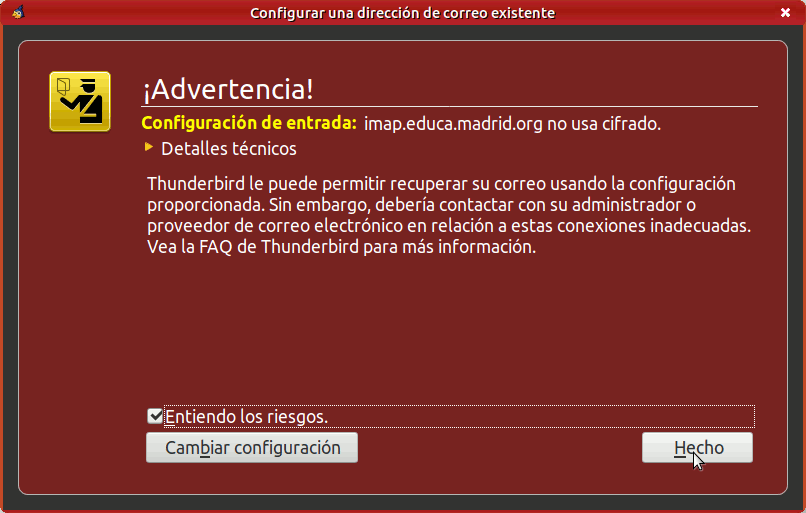 Configurar una dirección de correo existente
¡Advertencia!
Configuración de entrada: imap.educa.madrid.org no usa cifrado.
Detalles técnicos
Thunderbird le puede permitir recuperar su correo usando la configuración
proporcionada. Sin embargo, debería contactar con su administrador o
proveedor de correo electrónico en relación a estas conexiones inadecuadas.
Vea la FAQ de Thunderbird para más información.
Entiendo los riesgos.
Cambiar configuración
Hecho